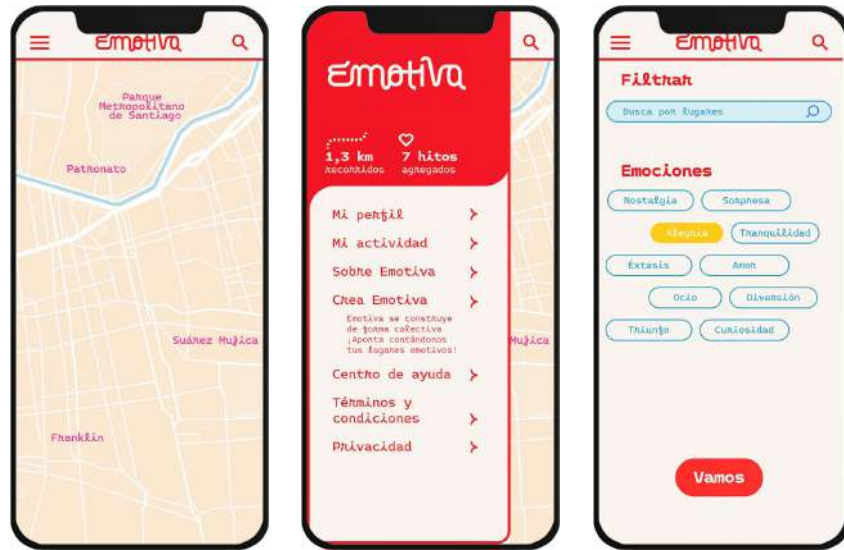 Emotiva
Parque
Metropolitano
de Santiago
Patronato
Suárez Mujica
Franklin
Emotiva
1,3 km
recorridos
7 hitos
agregados
Mi perfil
Mi actividad
Sobre Emotiva
Crea Emotiva
Emotiva se construye
de forma colectiva
¡Aporta contándonos
tus lugares emotivos!
Centro de ayuda
Términos y
condiciones
Privacidad
Mujica
Emotiva
Filtrar
Busca por lugares
Emociones
Nostalgia
Sorpresa
Alegría
Tranquilidad
Éxtasis
Amor
Ocio
Diversión
Triunfo
Curiosidad
Vamos